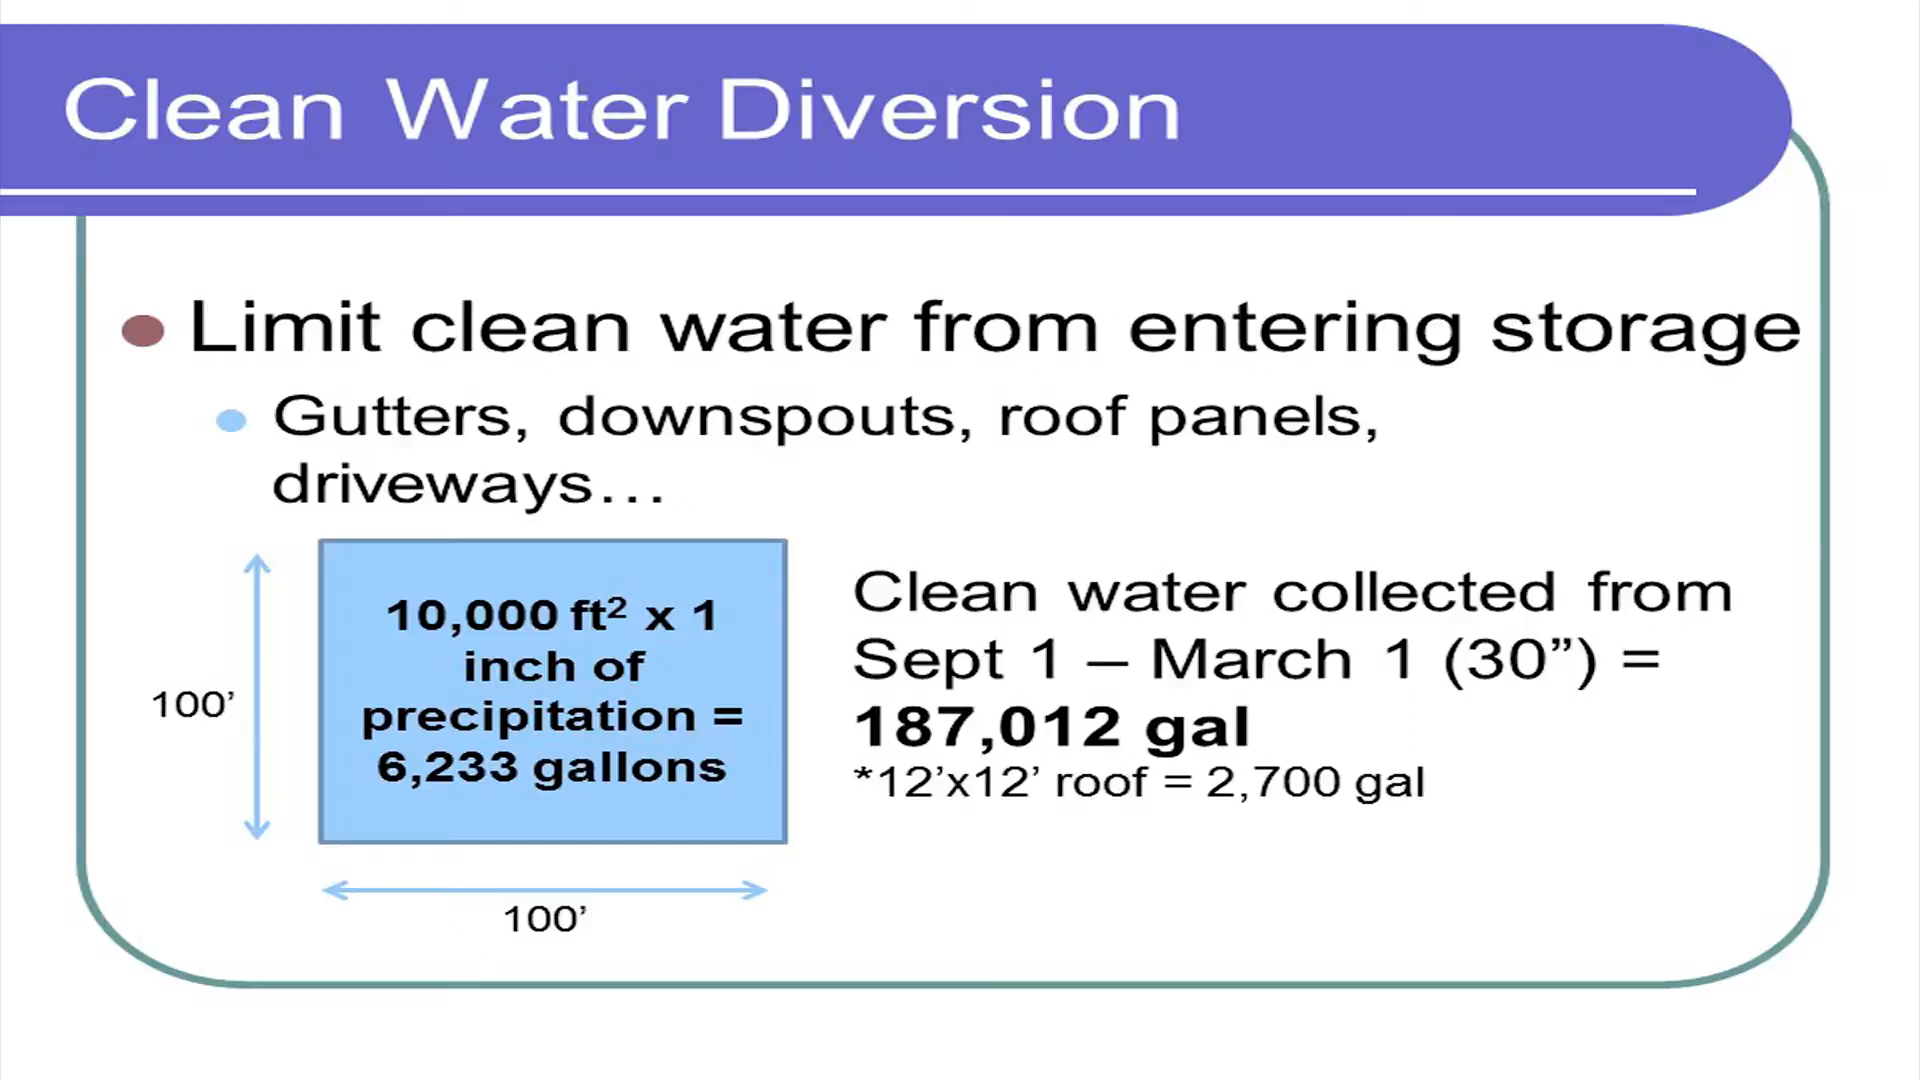 Clean Water Diversion
Limit clean water from entering storage
Gutters, downspouts, roof panels,
driveways…
100’
10,000 ft² x 1
inch of
precipitation =
6,233 gallons
100’
Clean water collected from
Sept 1 – March 1 (30”) =
187,012 gal
*12’x12’ roof = 2,700 gal